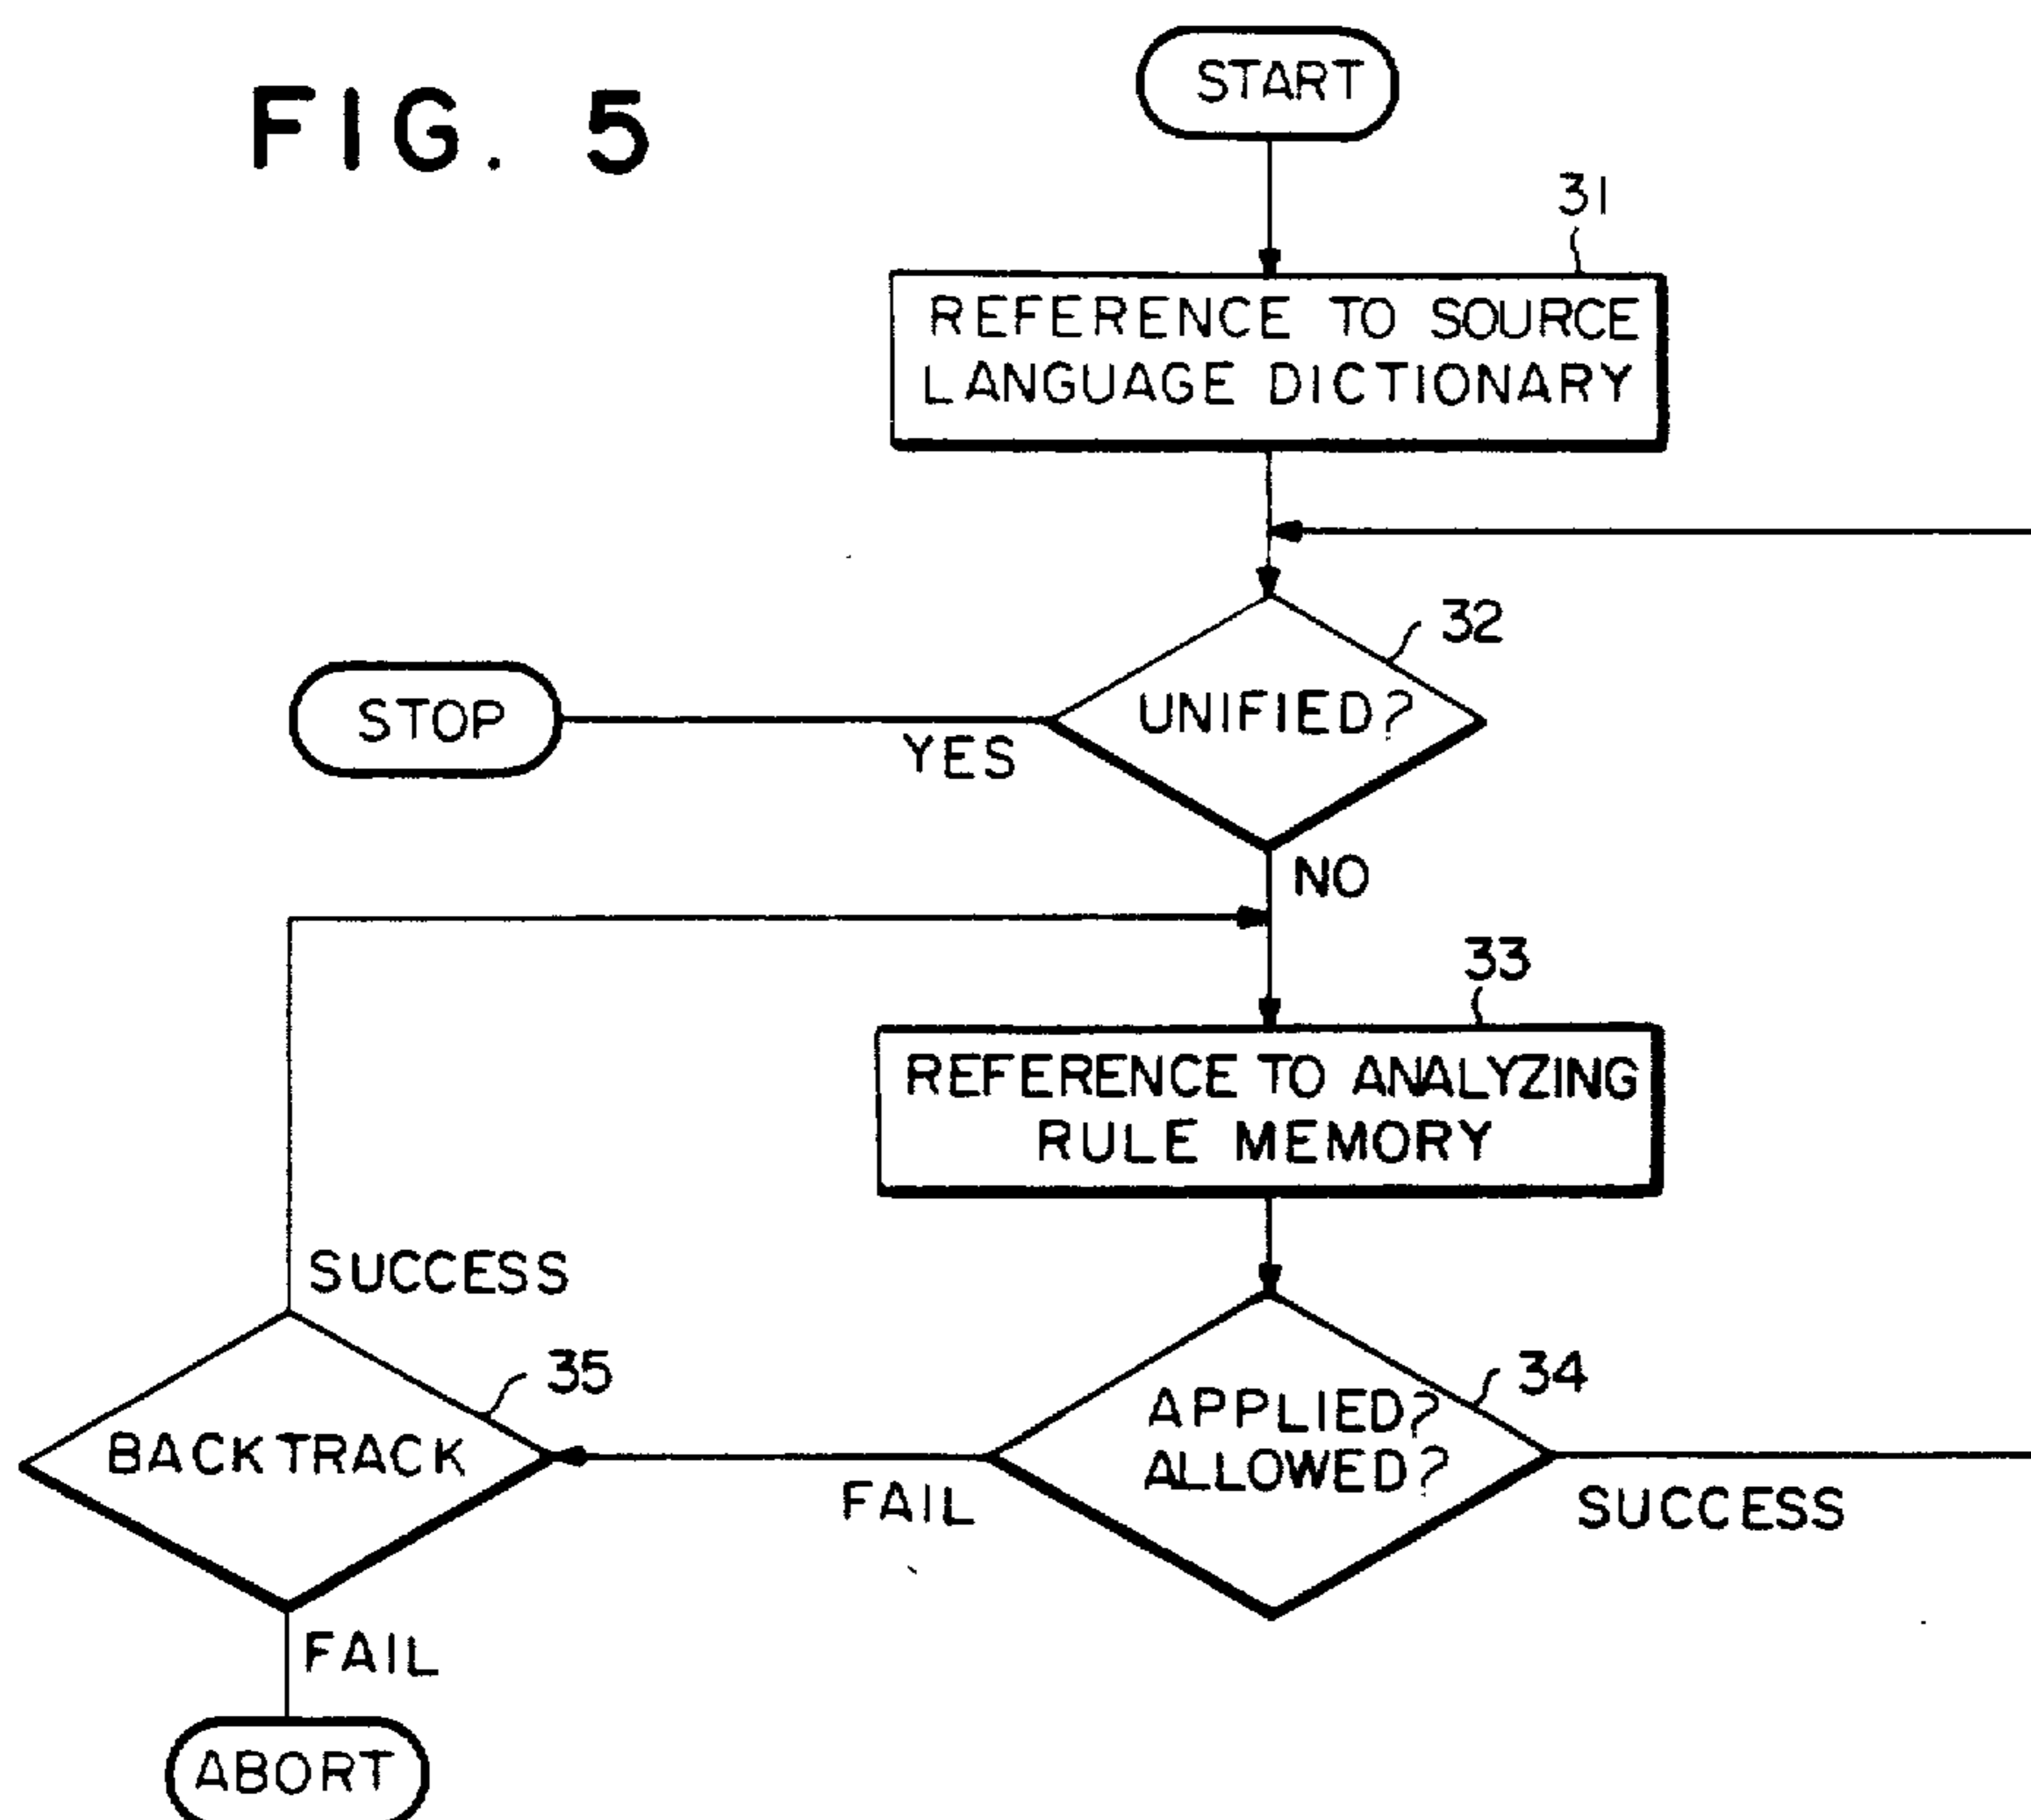 FIG. 5
START
31
REFERENCE TO SOURCE
LANGUAGE DICTIONARY
32
UNIFIED?
STOP
YES
NO
33
REFERENCE TO ANALYZING
RULE MEMORY
SUCCESS
35
BACKTRACK
34
APPLIED?
ALLOWED?
FAIL
SUCCESS
FAIL
ABORT